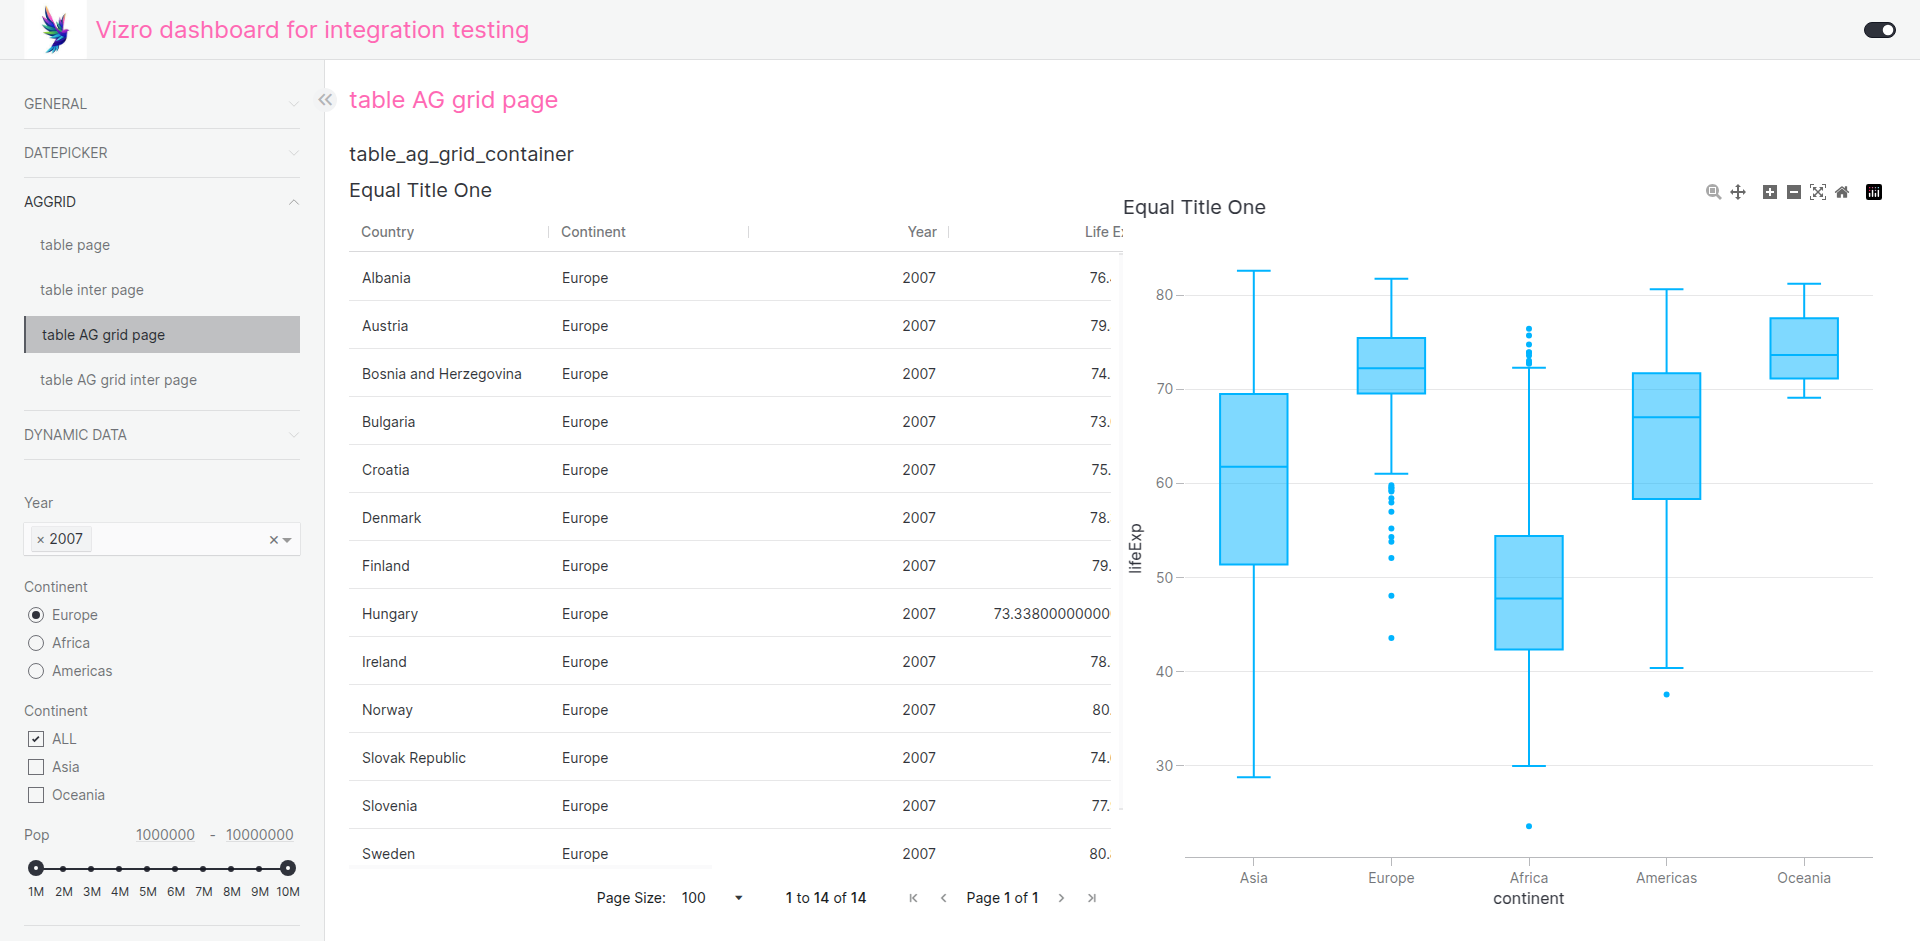 Vizro dashboard for integration testing
GENERAL
DATEPICKER
AGGRID
table page
table inter page
table AG grid page
table AG grid inter page
DYNAMIC DATA
Year
× 2007
Continent
Europe
Africa
Americas
Continent
ALL
Asia
Oceania
Pop 1000000 - 10000000
1M 2M 3M 4M 5M 6M 7M 8M 9M 10M
table AG grid page
table_ag_grid_container
Equal Title One
Country Continent Year Life E
Albania Europe 2007 76.
Austria Europe 2007 79.
Bosnia and Herzegovina Europe 2007 74.
Bulgaria Europe 2007 73.
Croatia Europe 2007 75.
Denmark Europe 2007 78.
Finland Europe 2007 79.
Hungary Europe 2007 73.33800000000
Ireland Europe 2007 78.
Norway Europe 2007 80.
Slovak Republic Europe 2007 74.
Slovenia Europe 2007 77.
Sweden Europe 2007 80.
Page Size: 100 1 to 14 of 14 Page 1 of 1
Equal Title One
80
70
60
50
40
30
lifeExp
Asia Europe Africa Americas Oceania
continent